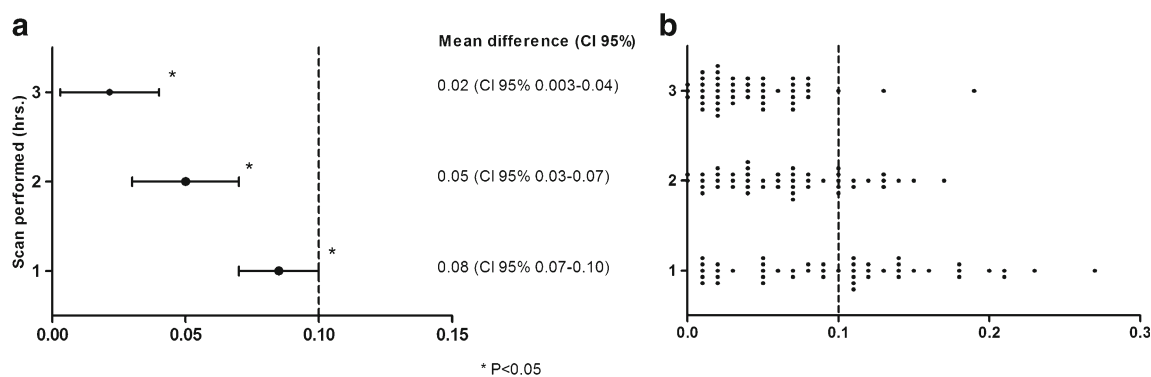 a
b
Mean difference (CI 95%)
Scan performed (hrs.)
3
*
0.02 (CI 95% 0.003-0.04)
2
*
0.05 (CI 95% 0.03-0.07)
1
*
0.08 (CI 95% 0.07-0.10)
0.00 0.05 0.10 0.15
* P<0.05
3
2
1
0.0 0.1 0.2 0.3